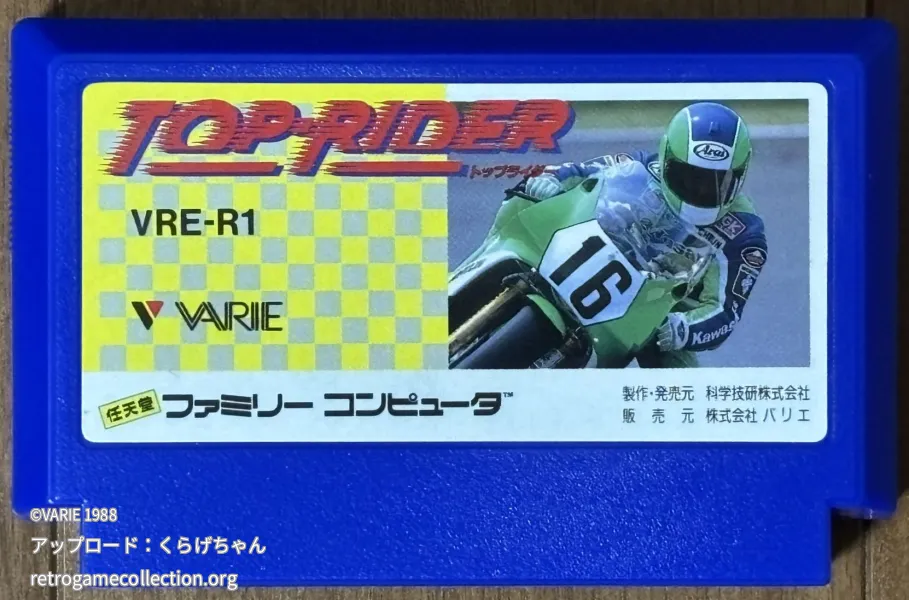 TOP-RIDER
トップライダー
VRE-R1
VARIE
Arai
16
Kawas
任天堂 ファミリー コンピュータ™
製作・発売元 科学技研株式会社
販売元 株式会社 バリエ
©VARIE 1988
アップロード：くらげちゃん
retrogamecollection.org